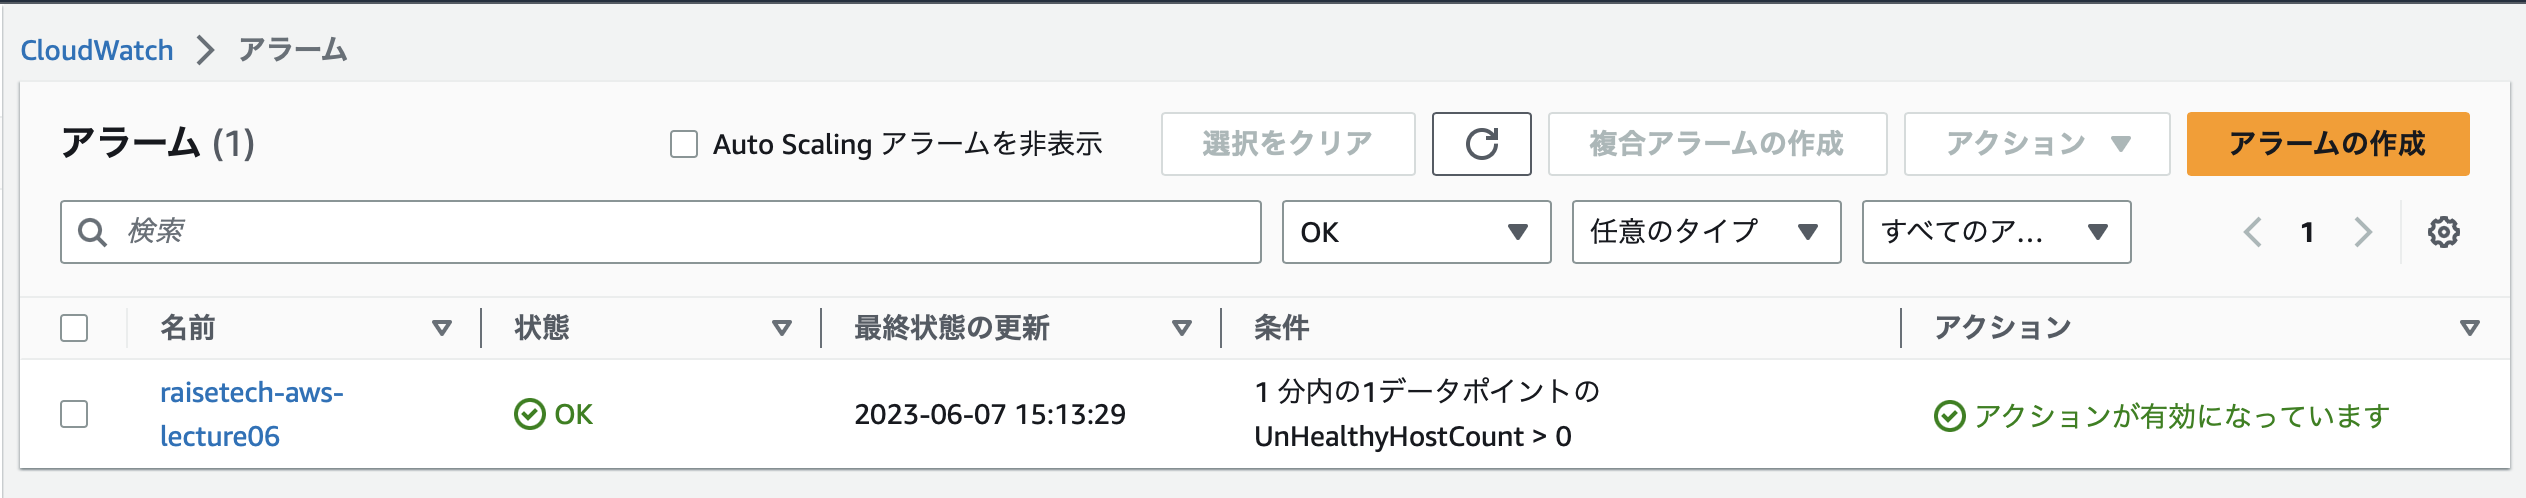 CloudWatch > アラーム
アラーム (1)
Auto Scaling アラームを非表示
選択をクリア
複合アラームの作成
アクション
アラームの作成
検索
OK
任意のタイプ
すべてのア...
1
名前
状態
最終状態の更新
条件
アクション
raisetech-aws-
lecture06
OK
2023-06-07 15:13:29
1 分内の1データポイントの
UnHealthyHostCount > 0
アクションが有効になっています